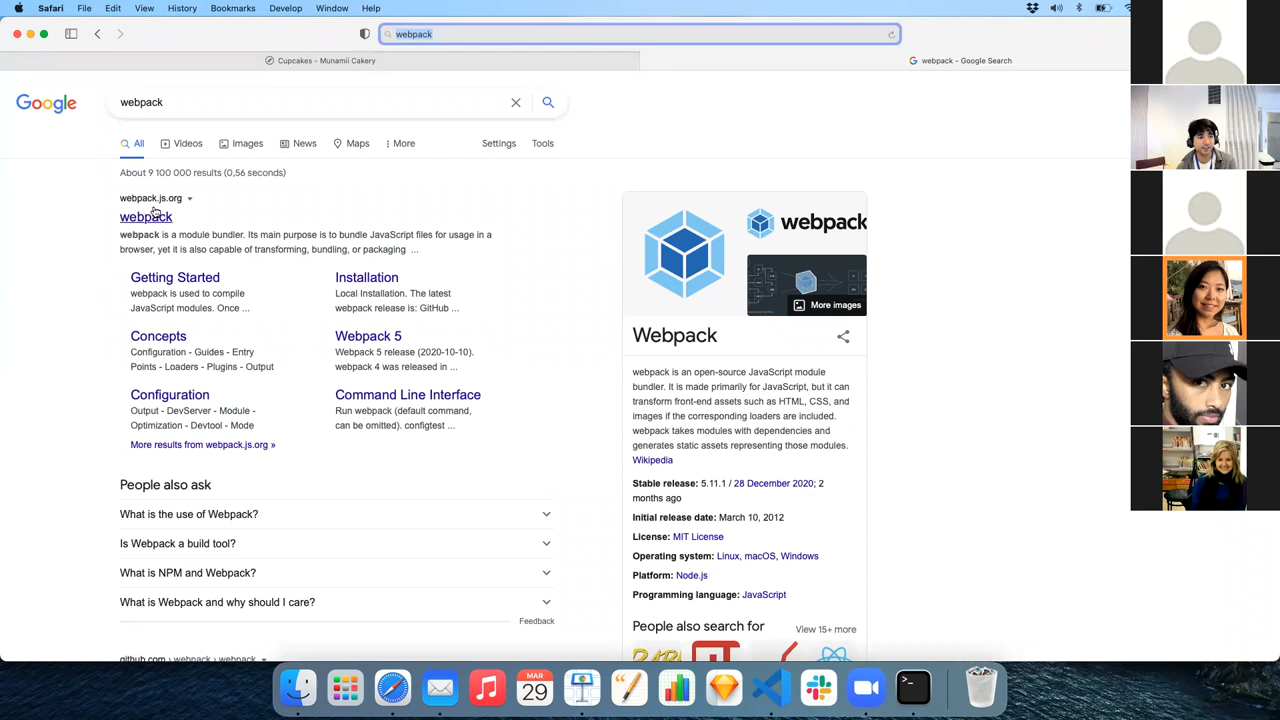 Safari File Edit View History Bookmarks Develop Window Help
webpack
Cupcakes - Munamii Cakery
webpack - Google Search
Google
webpack
All Videos Images News Maps More Settings Tools
About 9 100 000 results (0,56 seconds)
webpack.js.org
webpack
webpack is a module bundler. Its main purpose is to bundle JavaScript files for usage in a
browser, yet it is also capable of transforming, bundling, or packaging ...
Getting Started
webpack is used to compile
JavaScript modules. Once ...
Installation
Local Installation. The latest
webpack release is: GitHub ...
Concepts
Configuration - Guides - Entry
Points - Loaders - Plugins - Output
Webpack 5
Webpack 5 release (2020-10-10).
webpack 4 was released in ...
Configuration
Output - DevServer - Module -
Optimization - Devtool - Mode
Command Line Interface
Run webpack (default command,
can be omitted). configtest ...
More results from webpack.js.org »
People also ask
What is the use of Webpack?
Is Webpack a build tool?
What is NPM and Webpack?
What is Webpack and why should I care?
Feedback
github.com › webpack › webpack
webpack
More images
Webpack
webpack is an open-source JavaScript module
bundler. It is made primarily for JavaScript, but it can
transform front-end assets such as HTML, CSS, and
images if the corresponding loaders are included.
webpack takes modules with dependencies and
generates static assets representing those modules.
Wikipedia
Stable release: 5.11.1 / 28 December 2020; 2
months ago
Initial release date: March 10, 2012
License: MIT License
Operating system: Linux, macOS, Windows
Platform: Node.js
Programming language: JavaScript
People also search for
View 15+ more
MAR
29